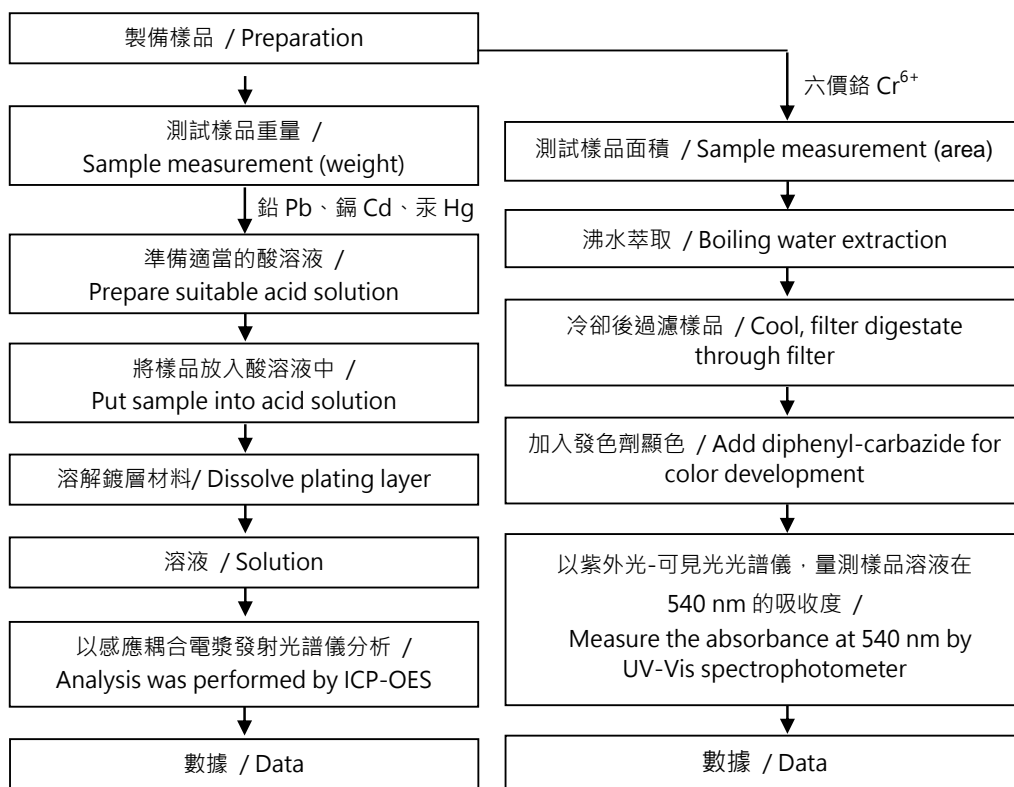 製備樣品 / Preparation
測試樣品重量 /
Sample measurement (weight)
鉛 Pb、鎘 Cd、汞 Hg
準備適當的酸溶液 /
Prepare suitable acid solution
將樣品放入酸溶液中 /
Put sample into acid solution
溶解鍍層材料/ Dissolve plating layer
溶液 / Solution
以感應耦合電漿發射光譜儀分析 /
Analysis was performed by ICP-OES
數據 / Data
六價鉻 Cr⁶⁺
測試樣品面積 / Sample measurement (area)
沸水萃取 / Boiling water extraction
冷卻後過濾樣品 / Cool, filter digestate
through filter
加入發色劑顯色 / Add diphenyl-carbazide for
color development
以紫外光-可見光光譜儀，量測樣品溶液在
540 nm 的吸收度 /
Measure the absorbance at 540 nm by
UV-Vis spectrophotometer
數據 / Data